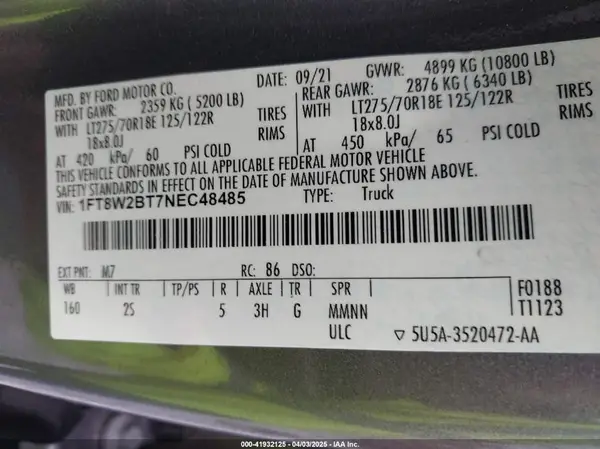 MFD. BY FORD MOTOR CO.
DATE: 09/21 GVWR: 4899 KG (10800 LB)
FRONT GAWR: 2359 KG (5200 LB) REAR GAWR: 2876 KG (6340 LB)
WITH LT275/70R18E 125/122R TIRES WITH LT275/70R18E 125/122R TIRES
18x8.0J RIMS 18x8.0J RIMS
AT 420 kPa/ 60 PSI COLD AT 450 kPa/ 65 PSI COLD
THIS VEHICLE CONFORMS TO ALL APPLICABLE FEDERAL MOTOR VEHICLE
SAFETY STANDARDS IN EFFECT ON THE DATE OF MANUFACTURE SHOWN ABOVE.
VIN: 1FT8W2BT7NEC48485 TYPE: Truck
EXT PNT: M7 RC: 86 DSO:
WB INT TR TP/PS R AXLE TR SPR F0188
160 2S 5 3H G MMNN T1123
ULC ▽ 5U5A-3520472-AA
000-41932125 | 04/03/2025 | © IAA Inc.